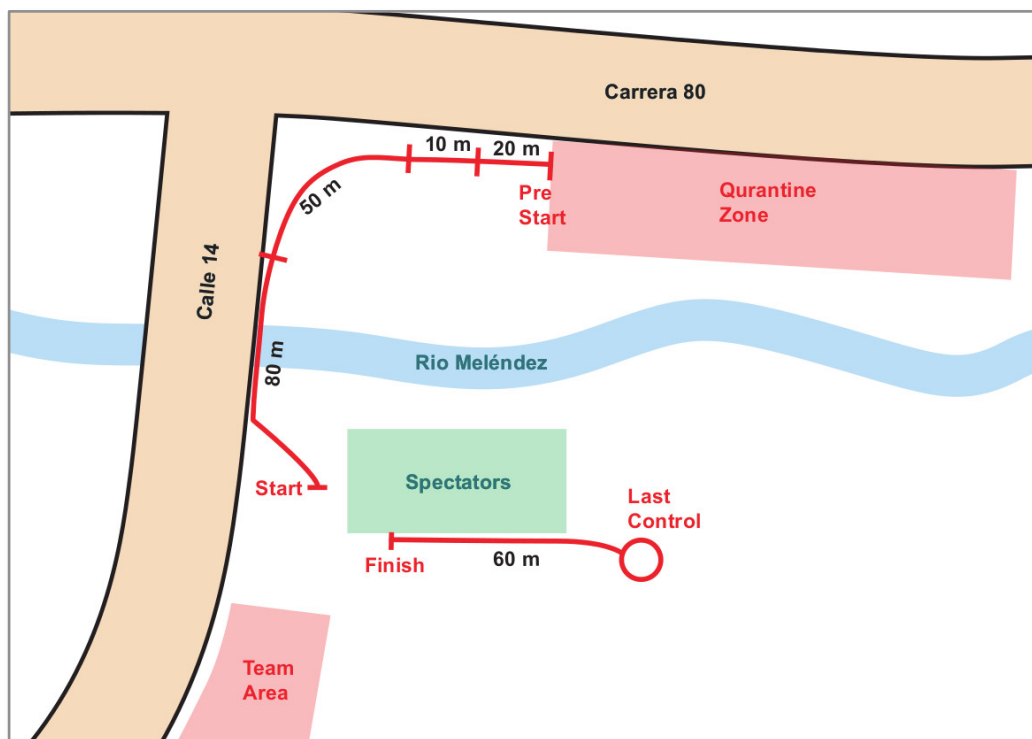 Carrera 80
10 m
20 m
50 m
Pre
Start
Qurantine
Zone
Calle 14
80 m
Rio Meléndez
Start
Spectators
Last
Control
Finish
60 m
Team
Area